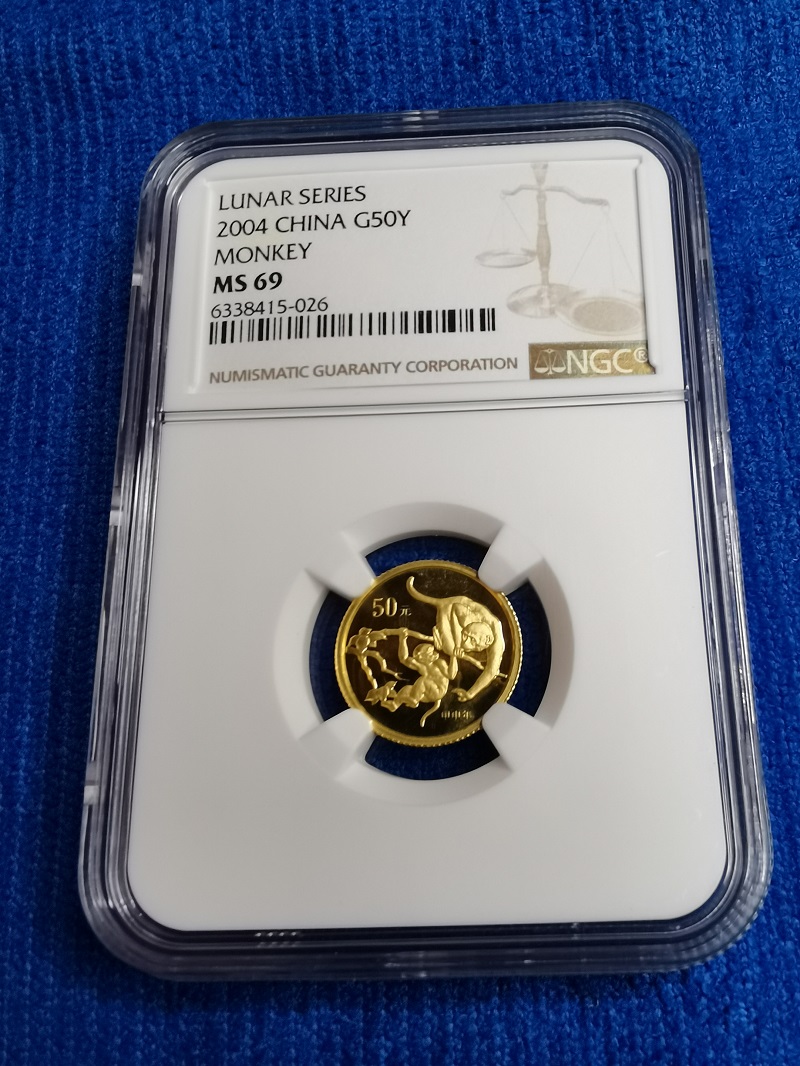 LUNAR SERIES
2004 CHINA G50Y
MONKEY
MS 69
6338415-026
NUMISMATIC GUARANTY CORPORATION
NGC®
50元